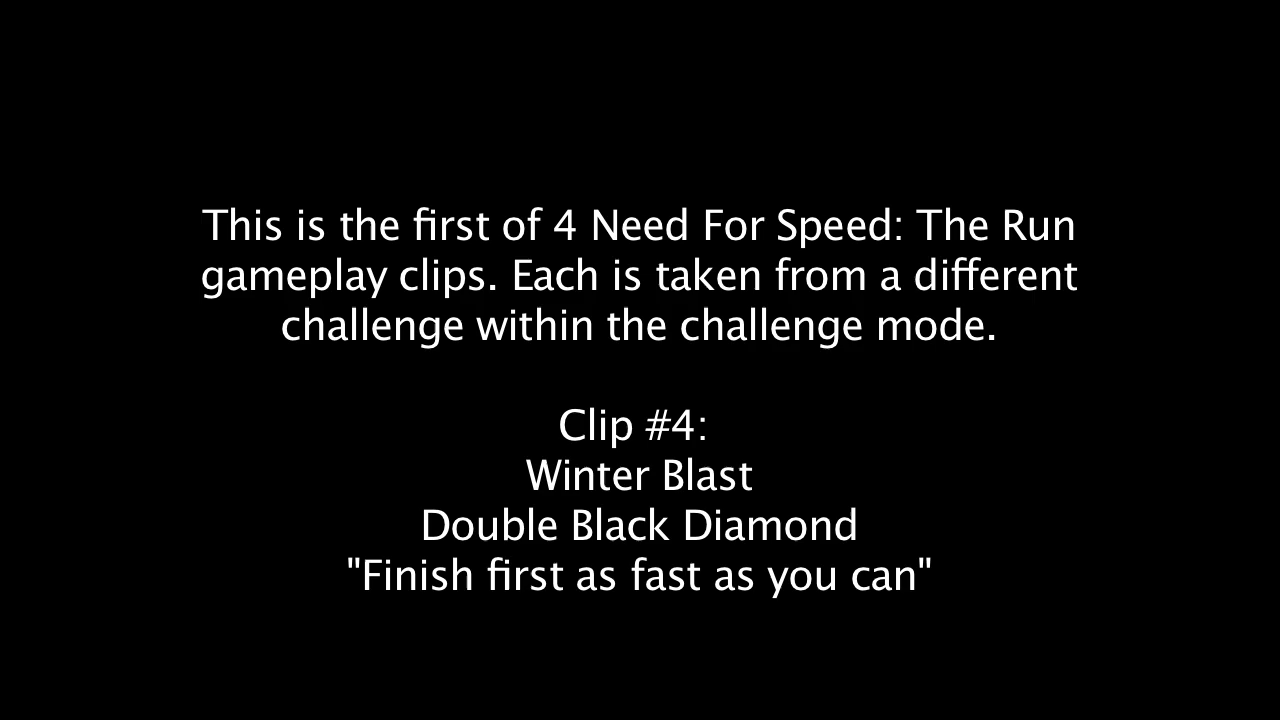 This is the first of 4 Need For Speed: The Run
gameplay clips. Each is taken from a different
challenge within the challenge mode.
Clip #4:
Winter Blast
Double Black Diamond
"Finish first as fast as you can"